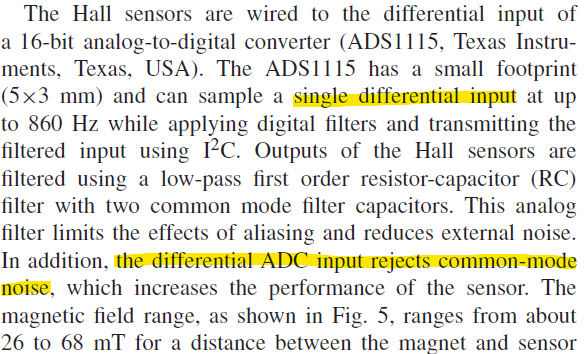 The Hall sensors are wired to the differential input of
a 16-bit analog-to-digital converter (ADS1115, Texas Instru-
ments, Texas, USA). The ADS1115 has a small footprint
(5×3 mm) and can sample a single differential input at up
to 860 Hz while applying digital filters and transmitting the
filtered input using I²C. Outputs of the Hall sensors are
filtered using a low-pass first order resistor-capacitor (RC)
filter with two common mode filter capacitors. This analog
filter limits the effects of aliasing and reduces external noise.
In addition, the differential ADC input rejects common-mode
noise, which increases the performance of the sensor. The
magnetic field range, as shown in Fig. 5, ranges from about
26 to 68 mT for a distance between the magnet and sensor